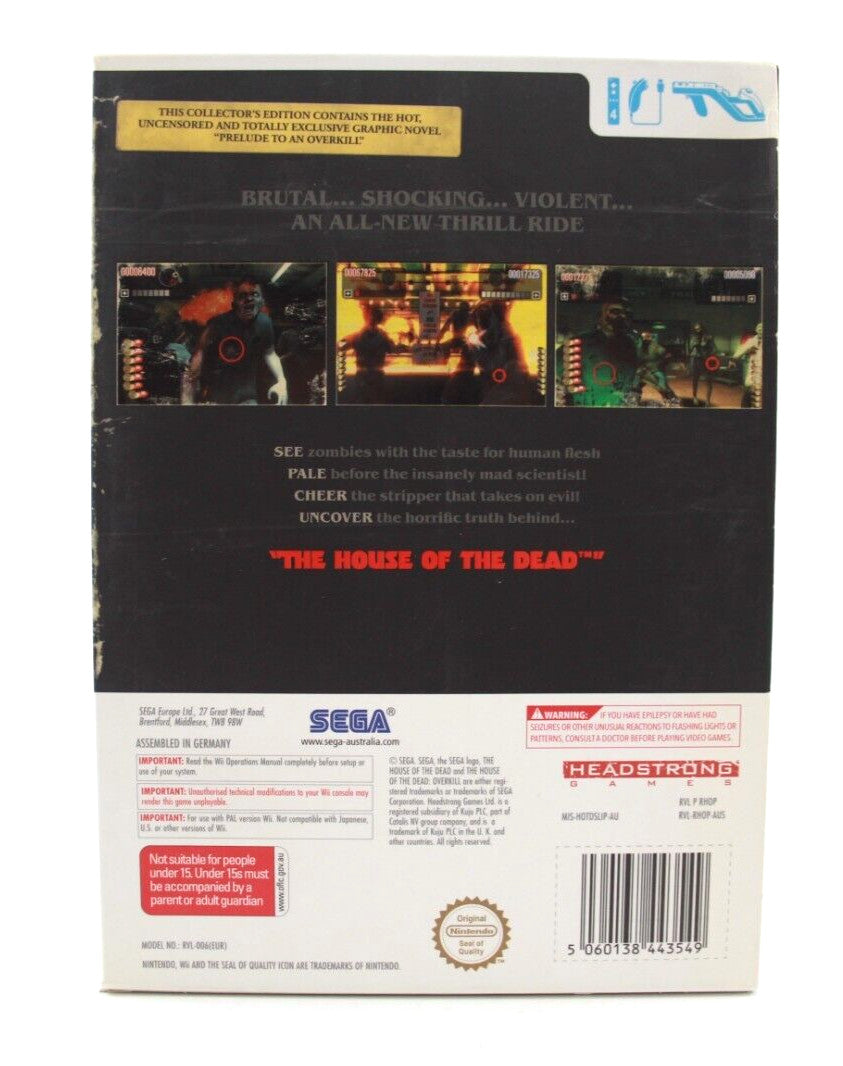 4
THIS COLLECTOR'S EDITION CONTAINS THE HOT,
UNCENSORED AND TOTALLY EXCLUSIVE GRAPHIC NOVEL
"PRELUDE TO AN OVERKILL"
BRUTAL... SHOCKING... VIOLENT...
AN ALL-NEW THRILL RIDE
00008400
00067825
00017325
SEE zombies with the taste for human flesh
PALE before the insanely mad scientist!
CHEER the stripper that takes on evil!
UNCOVER the horrific truth behind...
"THE HOUSE OF THE DEAD™"
SEGA Europe Ltd., 27 Great West Road,
Brentford, Middlesex, TW8 9BW
ASSEMBLED IN GERMANY
SEGA®
www.sega-australia.com
WARNING: IF YOU HAVE EPILEPSY OR HAVE HAD
SEIZURES OR OTHER UNUSUAL REACTIONS TO FLASHING LIGHTS OR
PATTERNS, CONSULT A DOCTOR BEFORE PLAYING VIDEO GAMES.
IMPORTANT: Read the Wii Operations Manual completely before setup or
use of your system.
IMPORTANT: Unauthorised technical modifications to your Wii console may
render this game unplayable.
IMPORTANT: For use with PAL version Wii. Not compatible with Japanese,
U.S. or other versions of Wii.
© SEGA. SEGA, the SEGA logo, THE
HOUSE OF THE DEAD and THE HOUSE
OF THE DEAD: OVERKILL are either regi-
stered trademarks or trademarks of SEGA
Corporation. Headstrong Games Ltd. is a
registered subsidiary of Kuju PLC, part of
Catalis NV group company, and is a
trademark of Kuju PLC in the U. K. and
other countries. All rights reserved.
HEADSTRÖNG
GAMES
RVL P RHOP
MIS-HOTDSLIP-AU
RVL-RHOP-AUS
Not suitable for people
under 15. Under 15s must
be accompanied by a
parent or adult guardian
www.oflc.gov.au
Original
Nintendo
Seal of
Quality
™
5 060138 443549
MODEL NO.: RVL-006(EUR)
NINTENDO, Wii AND THE SEAL OF QUALITY ICON ARE TRADEMARKS OF NINTENDO.